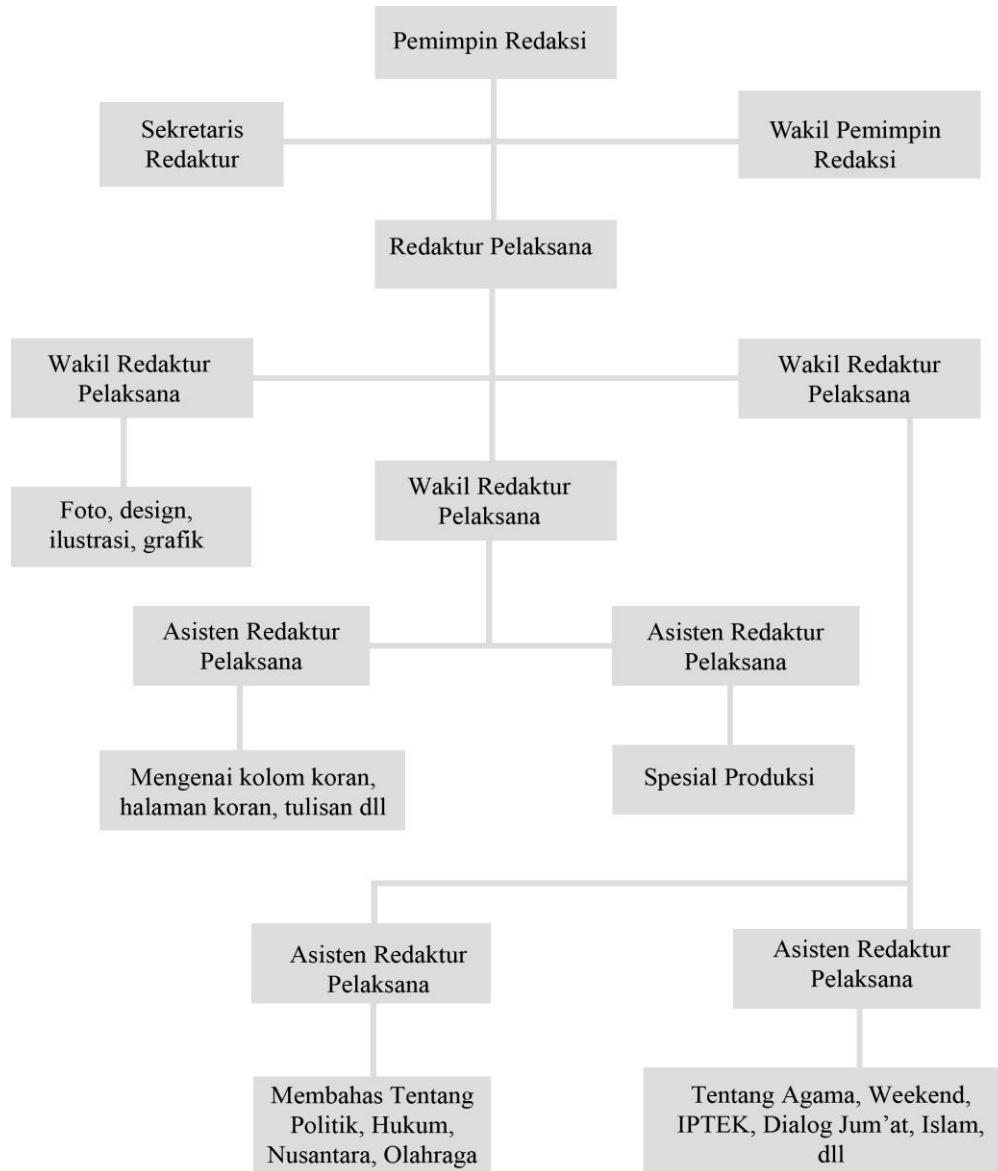 Pemimpin Redaksi
Sekretaris
Redaktur
Wakil Pemimpin
Redaksi
Redaktur Pelaksana
Wakil Redaktur
Pelaksana
Wakil Redaktur
Pelaksana
Wakil Redaktur
Pelaksana
Foto, design,
ilustrasi, grafik
Asisten Redaktur
Pelaksana
Asisten Redaktur
Pelaksana
Mengenai kolom koran,
halaman koran, tulisan dll
Spesial Produksi
Asisten Redaktur
Pelaksana
Asisten Redaktur
Pelaksana
Membahas Tentang
Politik, Hukum,
Nusantara, Olahraga
Tentang Agama, Weekend,
IPTEK, Dialog Jum’at, Islam,
dll